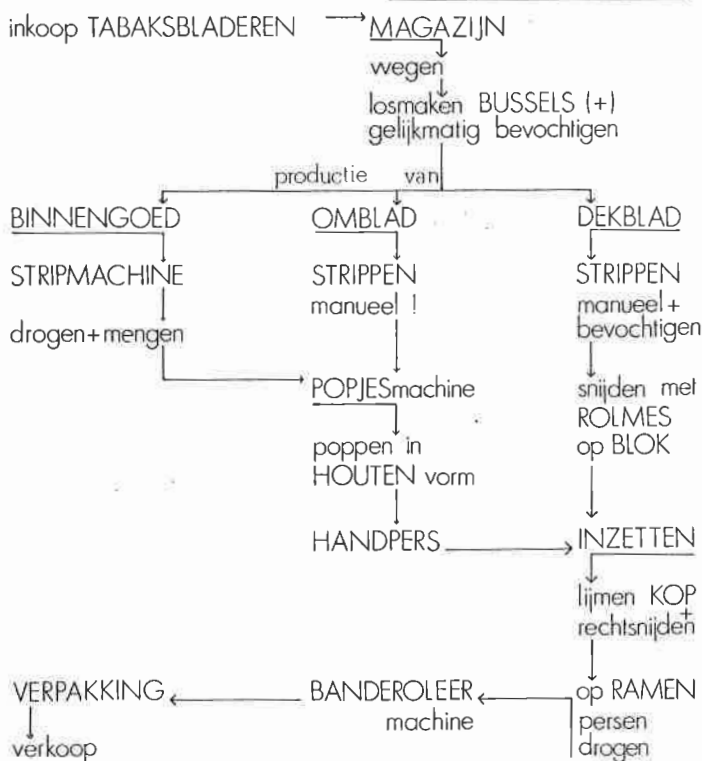 inkoop TABAKSBLADEREN → MAGAZIJN
wegen
losmaken BUSSELS (+)
gelijkmatig bevochtigen
productie van
BINNENGOED OMBLAD DEKBLAD
STRIPMACHINE STRIPPEN STRIPPEN
manueel ! manueel +
drogen+mengen bevochtigen
POPJESmachine snijden met
ROLMES
poppen in op BLOK
HOUTEN vorm
HANDPERS INZETTEN
lijmen KOP
+
rechtsnijden
VERPAKKING BANDEROLEER op RAMEN
machine persen
verkoop drogen